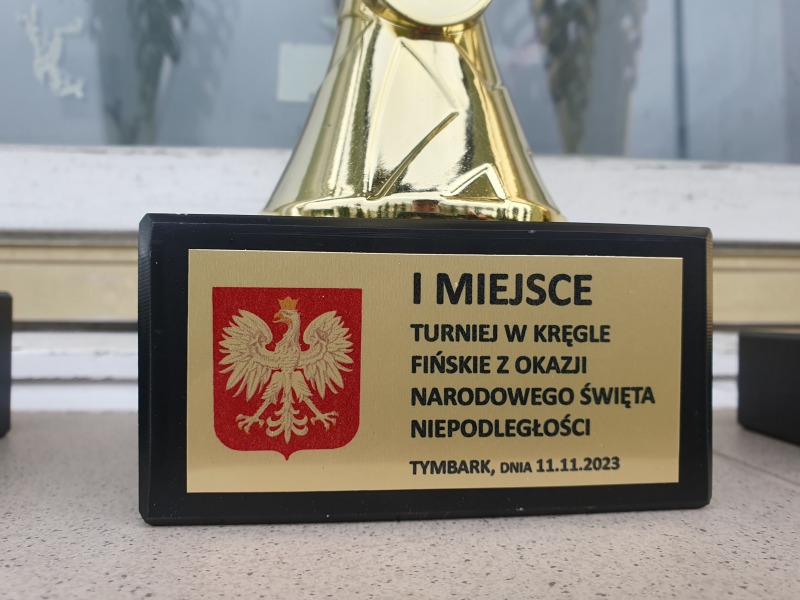 I MIEJSCE
TURNIEJ W KRĘGLE
FIŃSKIE Z OKAZJI
NARODOWEGO ŚWIĘTA
NIEPODLEGŁOŚCI
TYMBARK, DNIA 11.11.2023